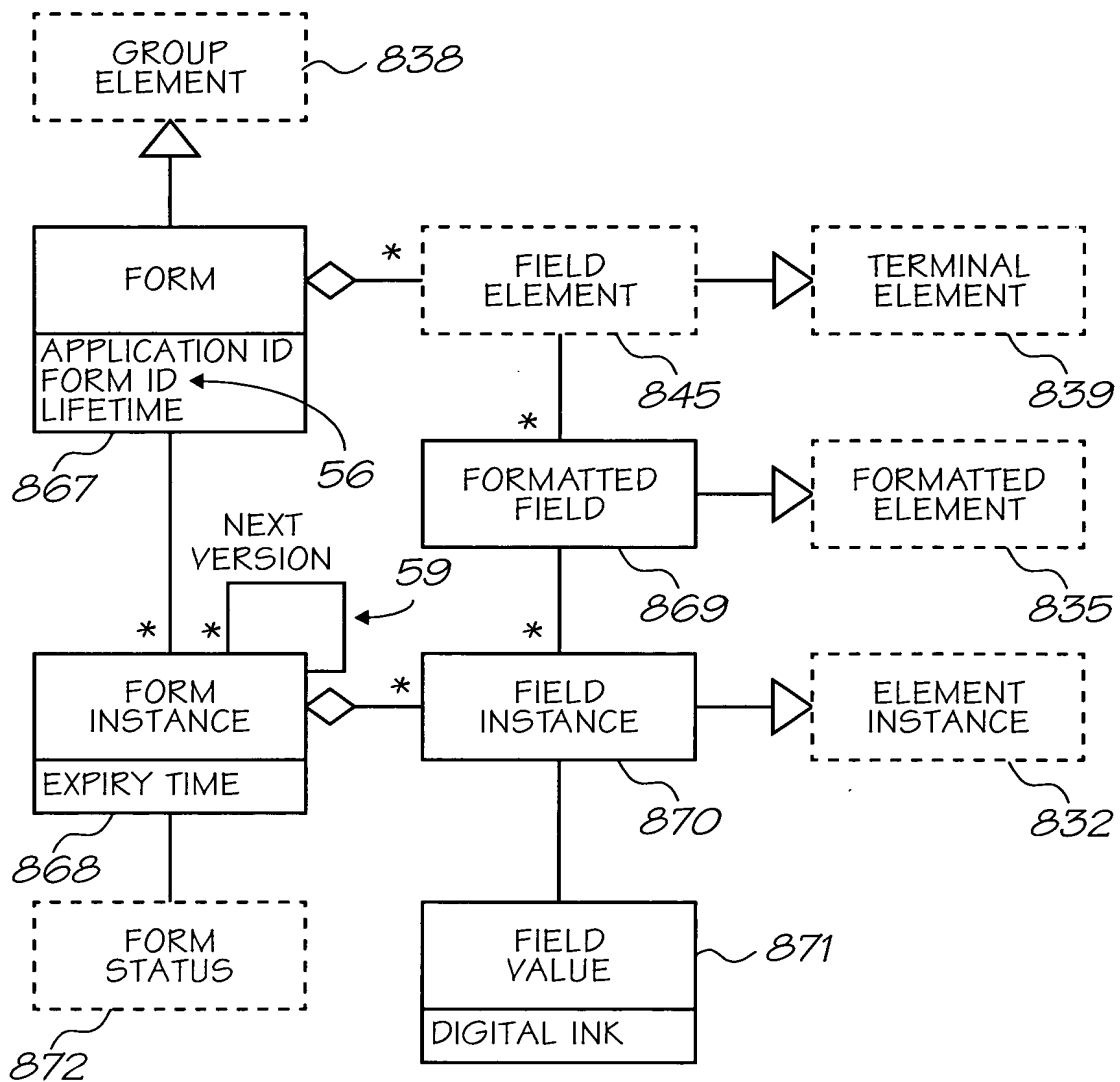 GROUP
ELEMENT
838
FORM
*
FIELD
ELEMENT
TERMINAL
ELEMENT
APPLICATION ID
FORM ID
LIFETIME
845
839
867
56
*
FORMATTED
FIELD
FORMATTED
ELEMENT
NEXT
VERSION
59
869
835
*
*
*
FORM
INSTANCE
*
FIELD
INSTANCE
ELEMENT
INSTANCE
EXPIRY TIME
868
870
832
FORM
STATUS
FIELD
VALUE
871
872
DIGITAL INK